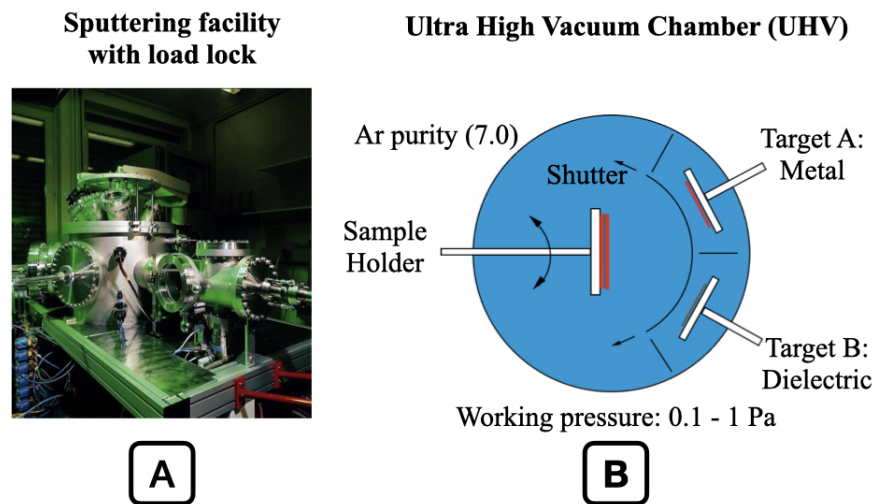 Sputtering facility
with load lock
Ultra High Vacuum Chamber (UHV)
Ar purity (7.0)
Shutter
Target A:
Metal
Sample
Holder
Target B:
Dielectric
Working pressure: 0.1 - 1 Pa
A
B